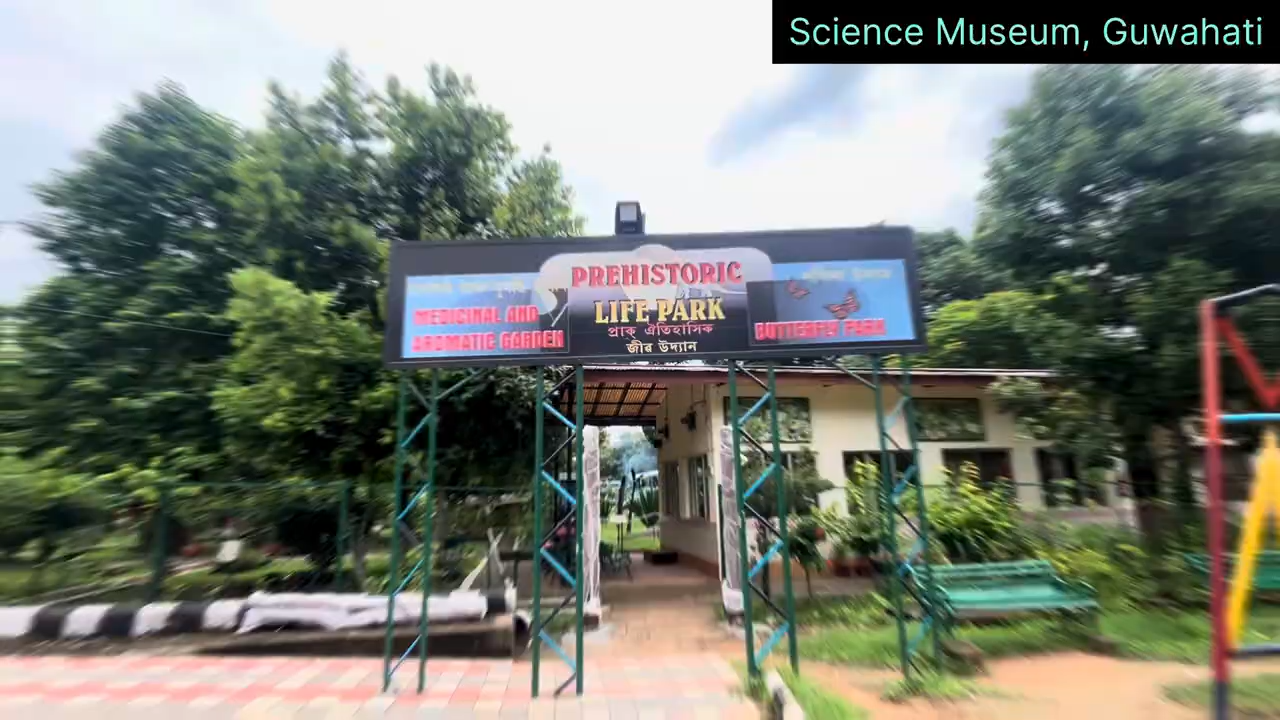 Science Museum, Guwahati
PREHISTORIC
LIFE PARK
প্ৰাক্ ঐতিহাসিক
জীৱ উদ্যান
MEDICINAL AND
AROMATIC GARDEN
BUTTERFLY PARK